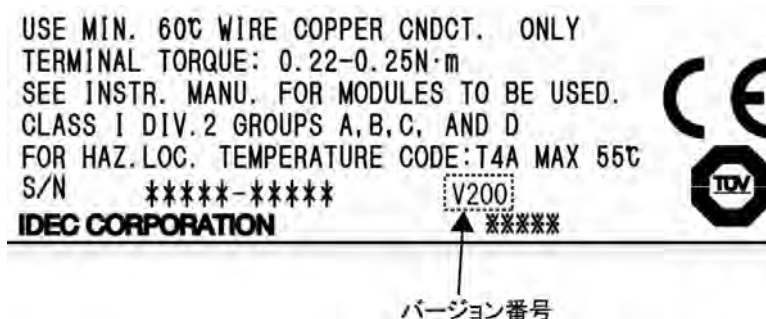 USE MIN. 60℃ WIRE COPPER CNDCT. ONLY
TERMINAL TORQUE: 0.22-0.25N·m
SEE INSTR. MANU. FOR MODULES TO BE USED.
CLASS I DIV.2 GROUPS A,B,C, AND D
FOR HAZ.LOC. TEMPERATURE CODE:T4A MAX 55℃
S/N *****-***** V200
IDEC CORPORATION *****
CE
TÜV
バージョン番号